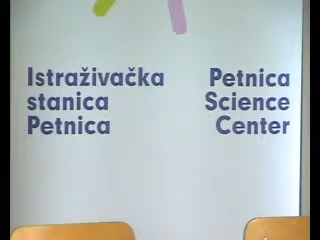 Istraživačka
stanica
Petnica
Petnica
Science
Center